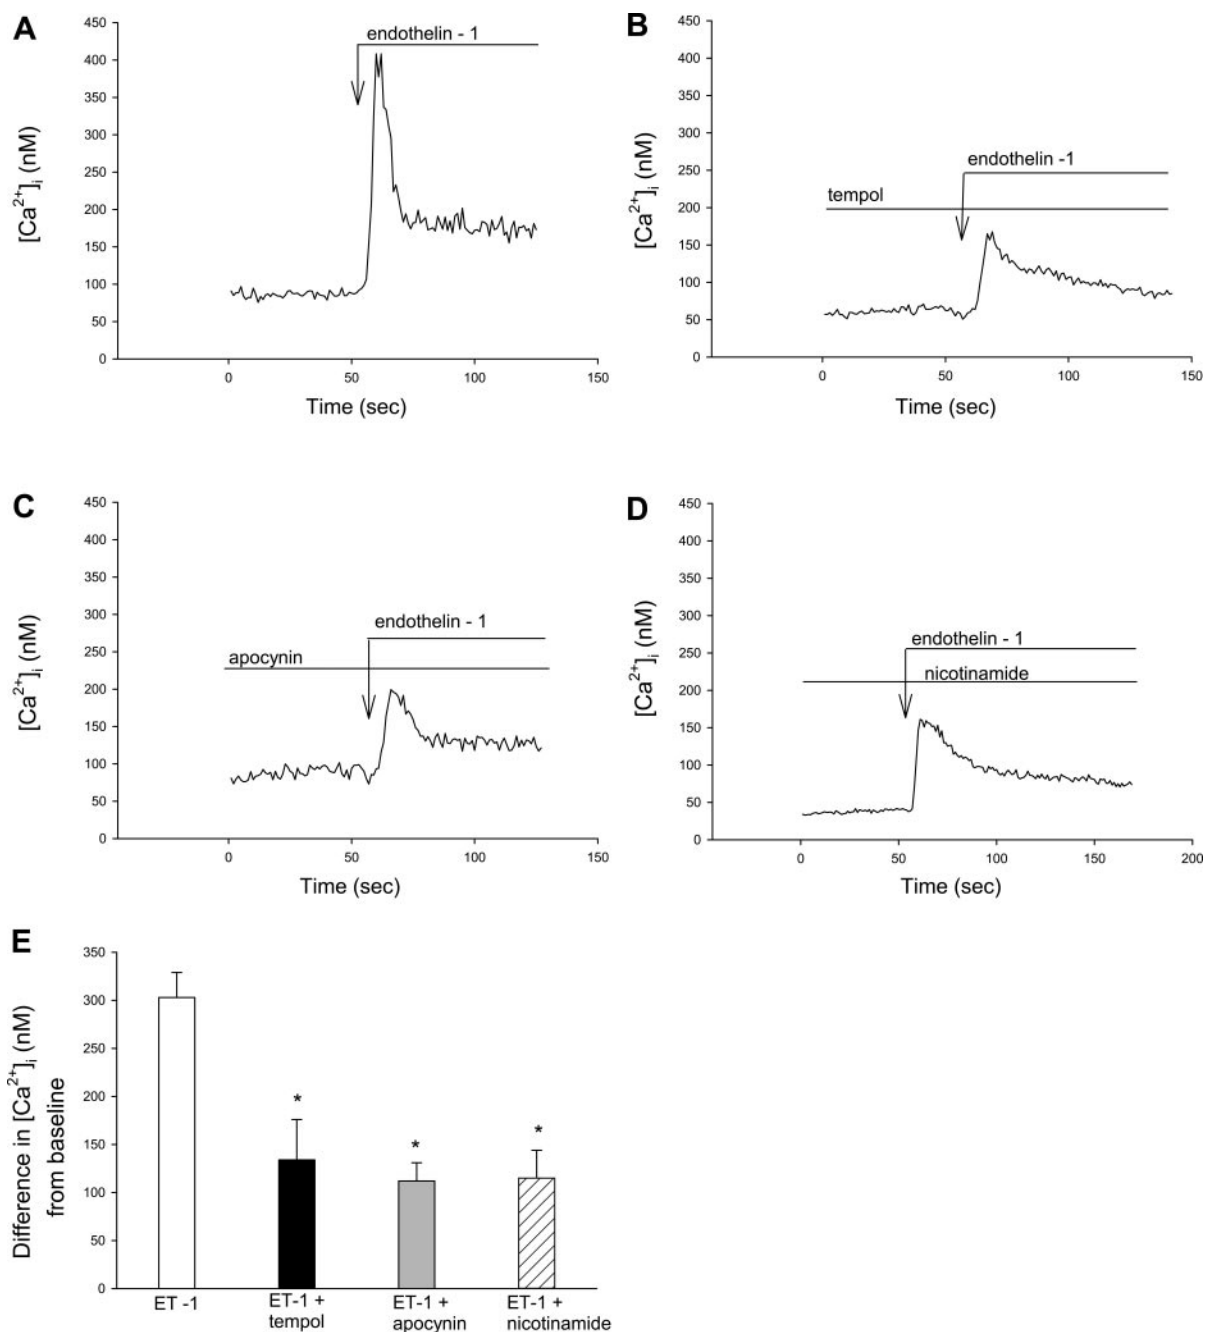 A
450
400
350
300
250
200
150
100
50
0
[Ca2+]i (nM)
endothelin - 1
0 50 100 150
Time (sec)
B
450
400
350
300
250
200
150
100
50
0
[Ca2+]i (nM)
endothelin -1
tempol
0 50 100 150
Time (sec)
C
450
400
350
300
250
200
150
100
50
0
[Ca2+]i (nM)
endothelin - 1
apocynin
0 50 100 150
Time (sec)
D
450
400
350
300
250
200
150
100
50
0
[Ca2+]i (nM)
endothelin - 1
nicotinamide
0 50 100 150 200
Time (sec)
E
350
300
250
200
150
100
50
0
Difference in [Ca2+]i (nM)
from baseline
* * *
ET -1
ET-1 +
tempol
ET-1 +
apocynin
ET-1 +
nicotinamide